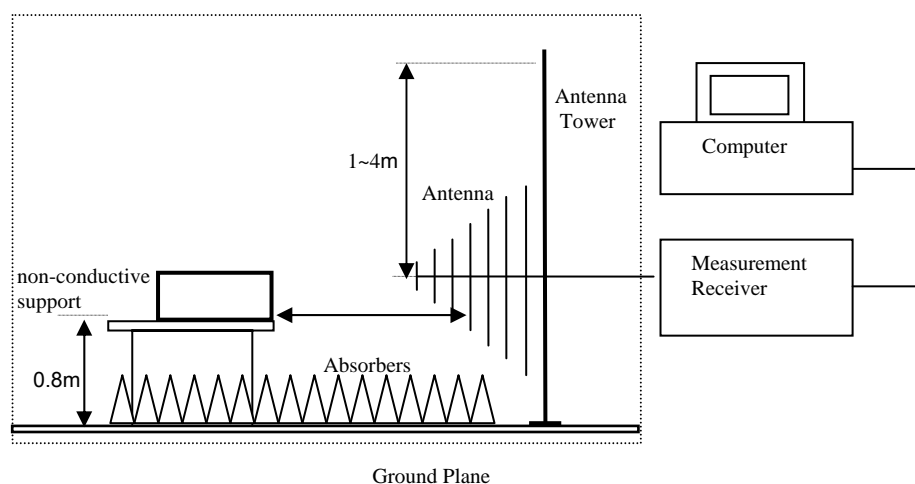 Antenna
Tower
Computer
1~4m
Antenna
Measurement
Receiver
non-conductive
support
Absorbers
0.8m
Ground Plane